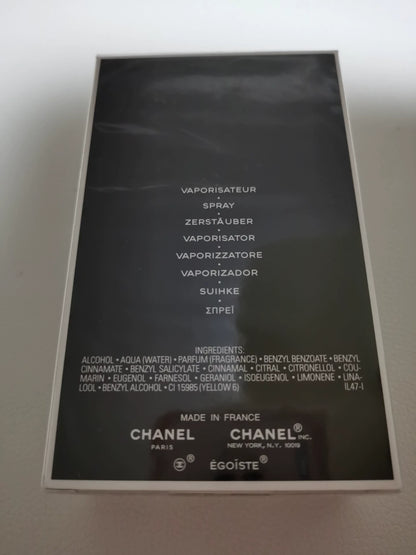 VAPORISATEUR
•
SPRAY
•
ZERSTÄUBER
•
VAPORISATOR
•
VAPORIZZATORE
•
VAPORIZADOR
•
SUIHKE
•
ΣΠΡΕΪ
INGREDIENTS:
ALCOHOL • AQUA (WATER) • PARFUM (FRAGRANCE) • BENZYL BENZOATE • BENZYL
CINNAMATE • BENZYL SALICYLATE • CINNAMAL • CITRAL • CITRONELLOL • COU-
MARIN • EUGENOL • FARNESOL • GERANIOL • ISOEUGENOL • LIMONENE • LINA-
LOOL • BENZYL ALCOHOL • CI 15985 (YELLOW 6) IL47-I
MADE IN FRANCE
CHANEL CHANEL® INC.
PARIS NEW YORK, N.Y. 10019
® ÉGOÏSTE®